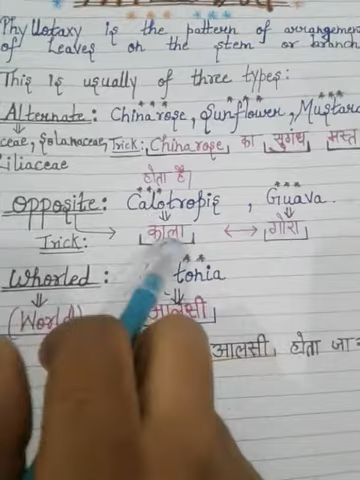 Phyllotaxy is the pattern of arrangement
of leaves on the stem or branch
This is usually of three types:
Alternate: China rose, Sunflower, Mustard
ceae, Solanaceae, Trick: China rose का सुगंध मस्त
Liliaceae होता है।
Opposite: Calotropis, Guava.
Trick: काला ↔ गोरा
Whorled: tonia
(World) आलसी
आलसी होता जा